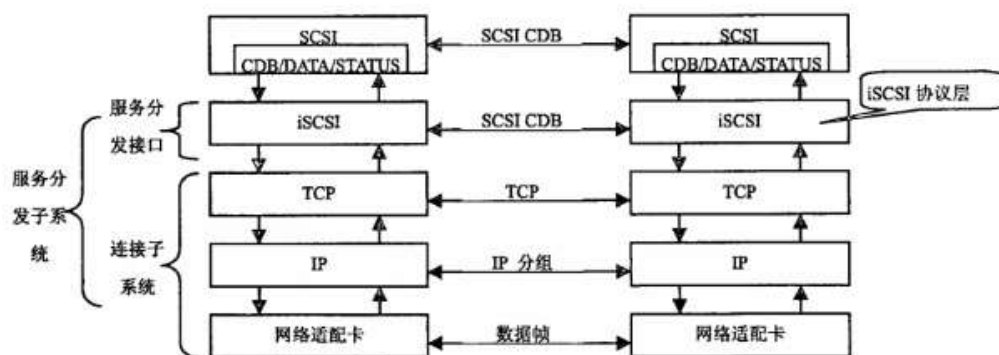 SCSI
SCSI CDB
SCSI
CDB/DATA/STATUS
CDB/DATA/STATUS
iSCSI 协议层
服务分
发接口
iSCSI
SCSI CDB
iSCSI
服务分
发子系
统
TCP
TCP
TCP
连接子
系统
IP
IP 分组
IP
网络适配卡
数据帧
网络适配卡